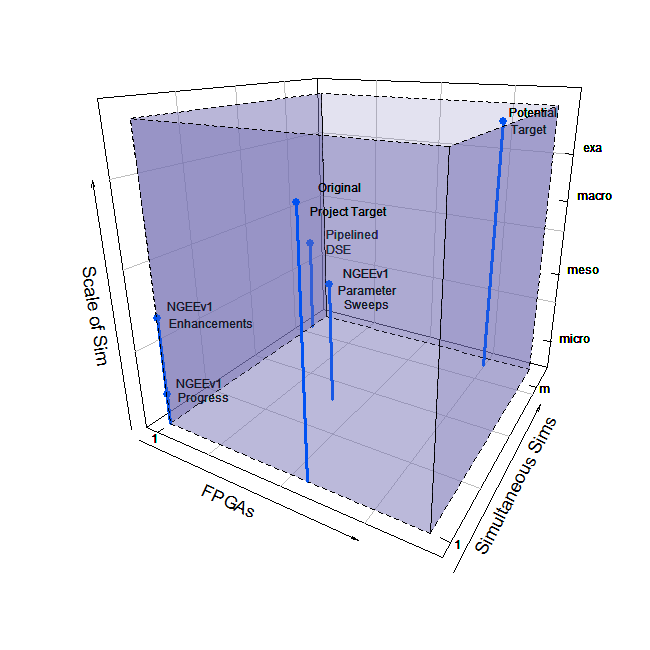 Potential
Target
exa
Original
macro
Project Target
Pipelined
DSE
NGEEv1
Parameter
Sweeps
meso
NGEEv1
Enhancements
Scale of Sim
micro
NGEEv1
Progress
m
1
FPGAs
Simultaneous Sims
1